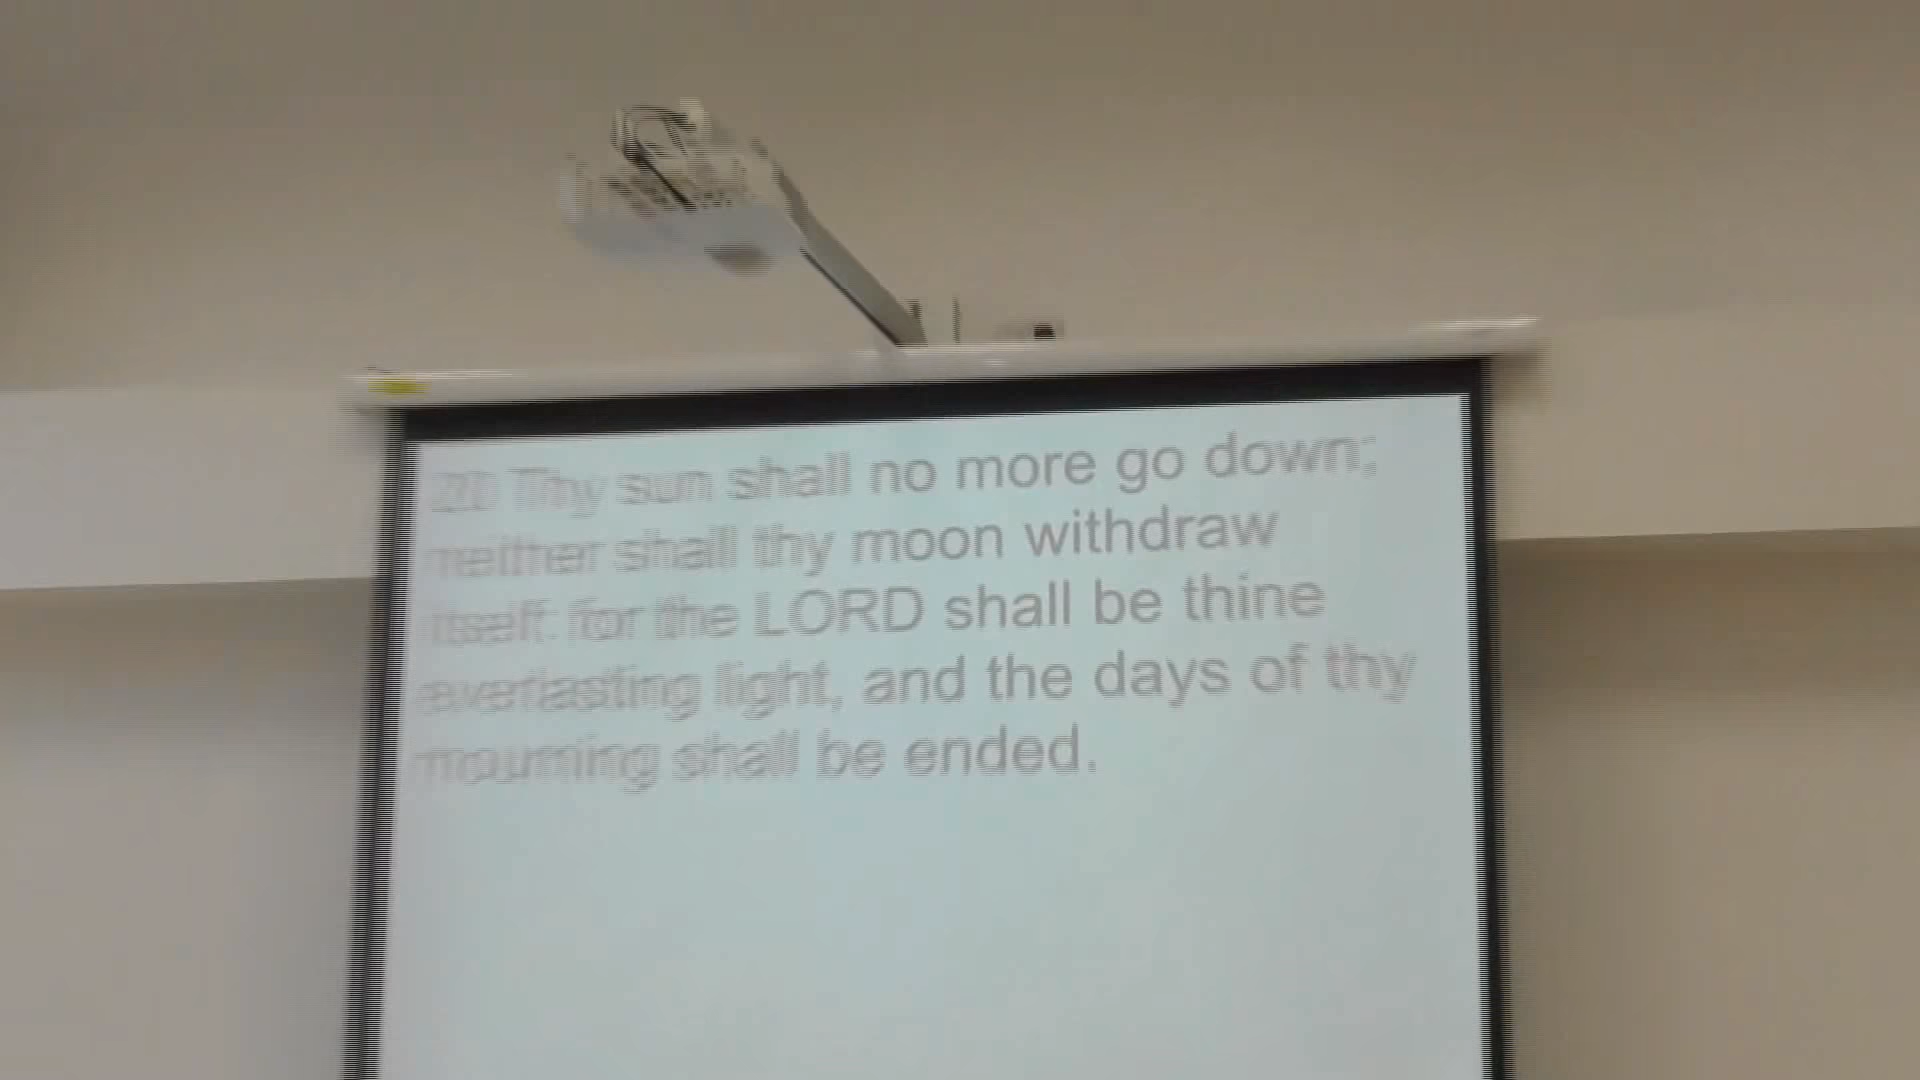 20 Thy sun shall no more go down;
neither shall thy moon withdraw
itself: for the LORD shall be thine
everlasting light, and the days of thy
mourning shall be ended.